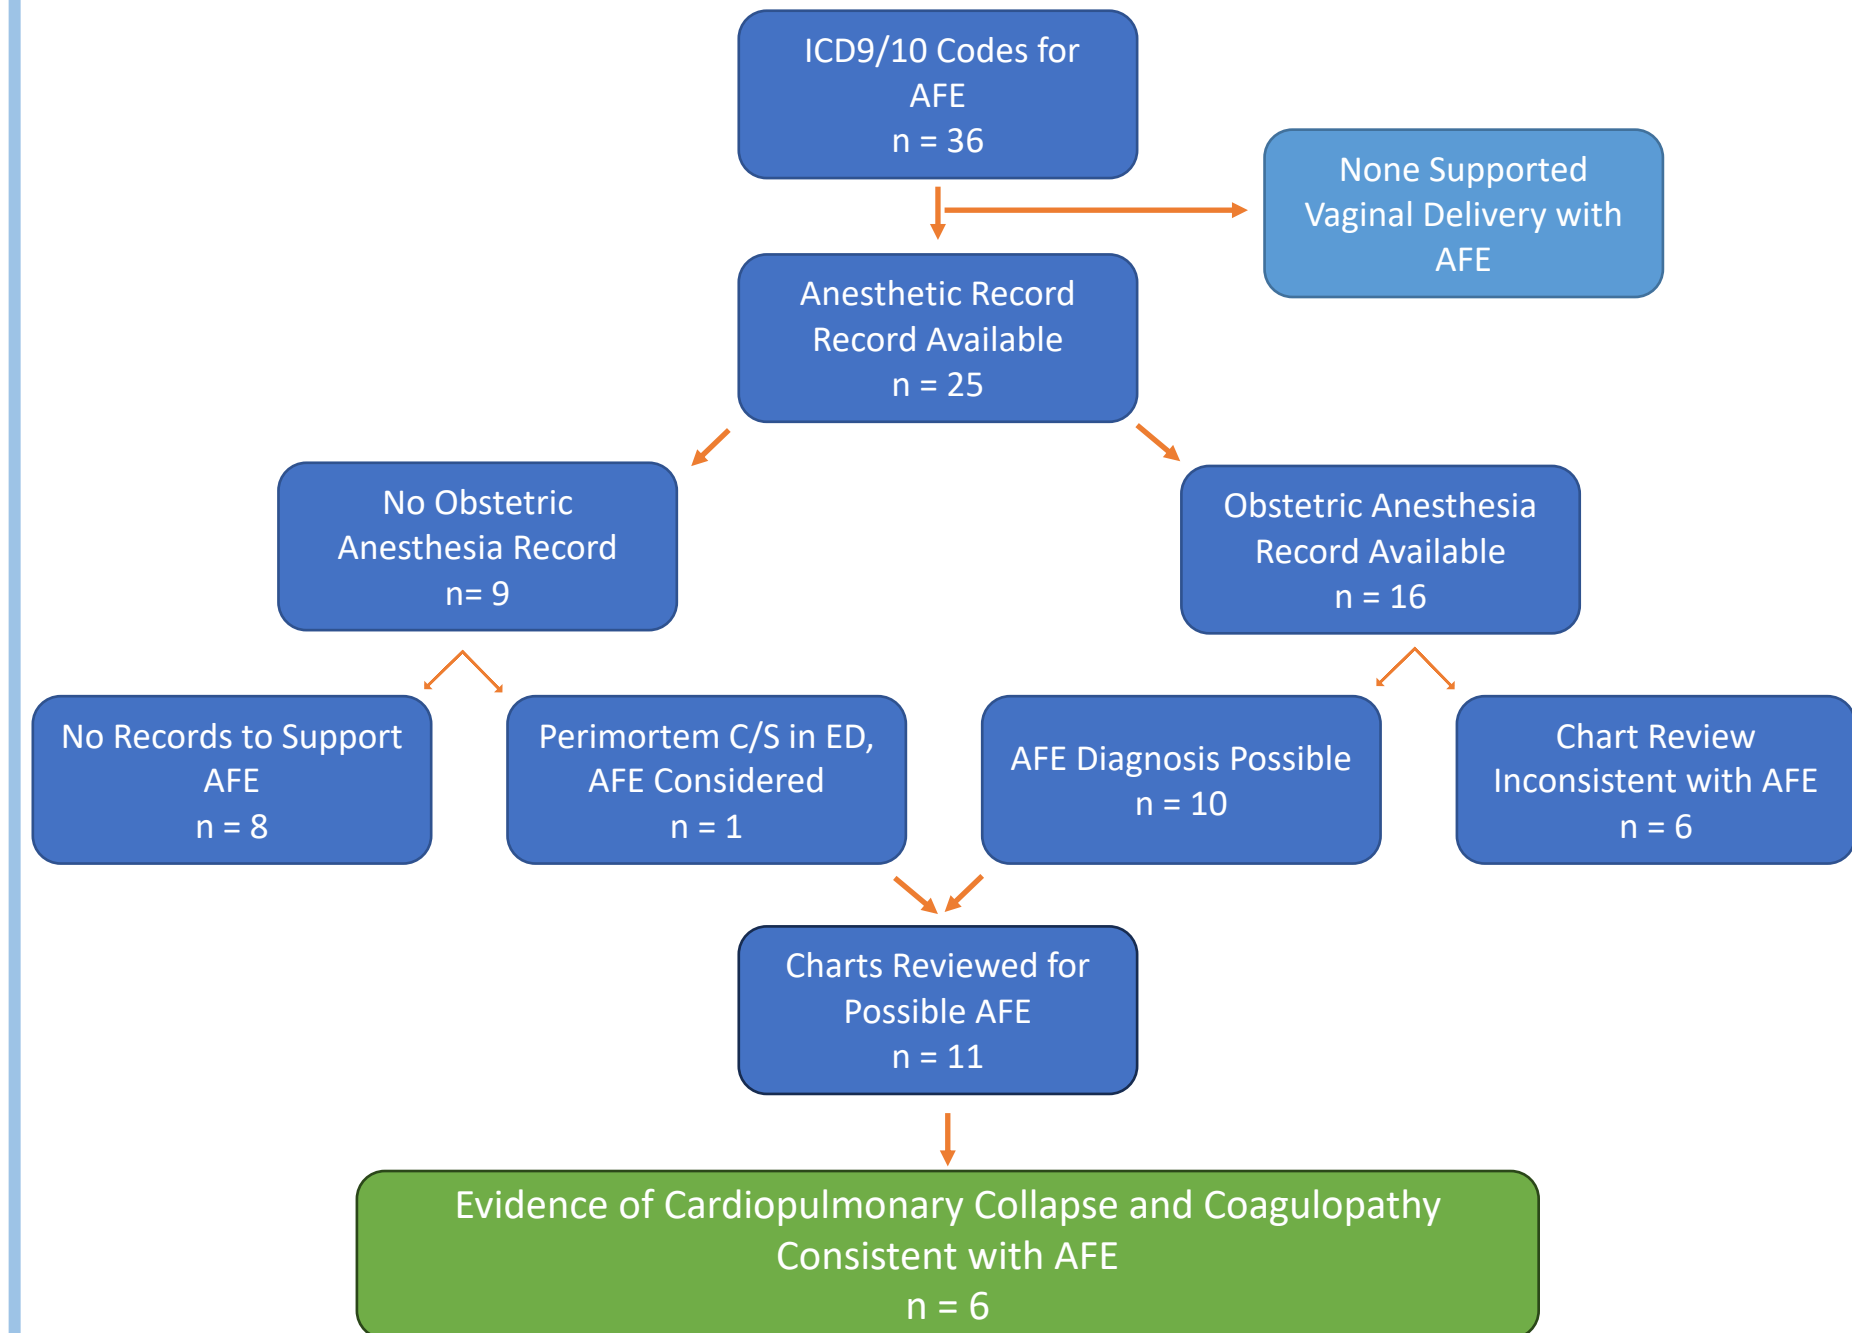 ICD9/10 Codes for
AFE
n = 36
None Supported
Vaginal Delivery with
AFE
Anesthetic Record
Record Available
n = 25
No Obstetric
Anesthesia Record
n= 9
Obstetric Anesthesia
Record Available
n = 16
No Records to Support
AFE
n = 8
Perimortem C/S in ED,
AFE Considered
n = 1
AFE Diagnosis Possible
n = 10
Chart Review
Inconsistent with AFE
n = 6
Charts Reviewed for
Possible AFE
n = 11
Evidence of Cardiopulmonary Collapse and Coagulopathy
Consistent with AFE
n = 6